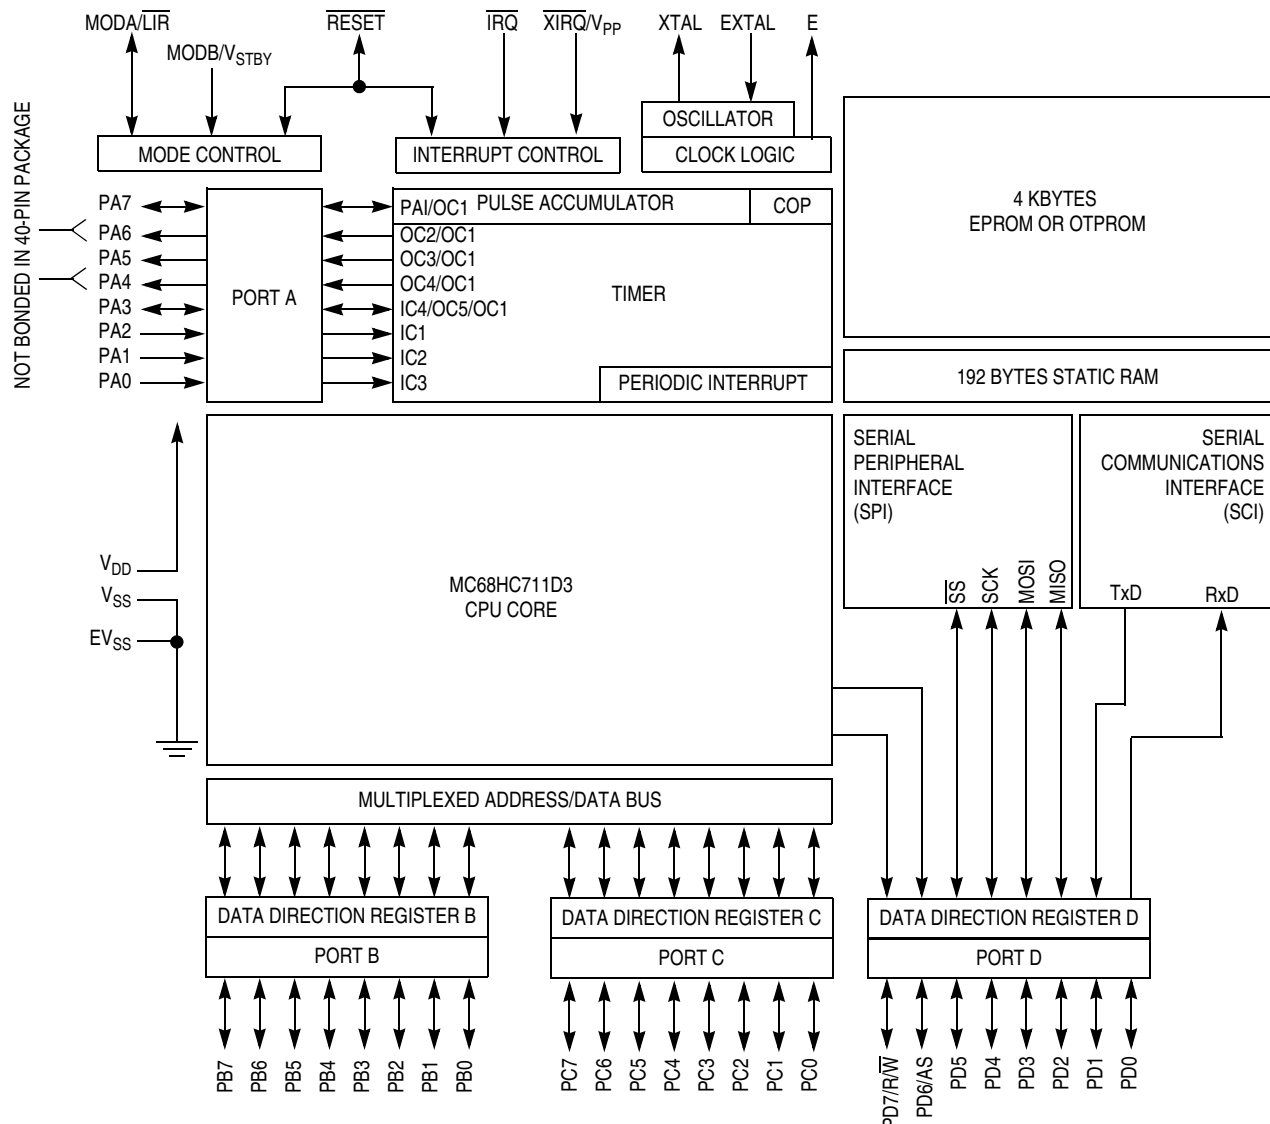 MODA/L̅I̅R̅
MODB/VSTBY
R̅E̅S̅E̅T̅
I̅R̅Q̅
X̅I̅R̅Q̅/VPP
XTAL
EXTAL
E
MODE CONTROL
INTERRUPT CONTROL
OSCILLATOR
CLOCK LOGIC
4 KBYTES
EPROM OR OTPROM
192 BYTES STATIC RAM
NOT BONDED IN 40-PIN PACKAGE
PA7
PA6
PA5
PA4
PA3
PA2
PA1
PA0
PORT A
PAI/OC1
PULSE ACCUMULATOR
COP
OC2/OC1
OC3/OC1
OC4/OC1
IC4/OC5/OC1
IC1
IC2
IC3
TIMER
PERIODIC INTERRUPT
VDD
VSS
EVSS
MC68HC711D3
CPU CORE
SERIAL
PERIPHERAL
INTERFACE
(SPI)
S̅S̅
SCK
MOSI
MISO
SERIAL
COMMUNICATIONS
INTERFACE
(SCI)
TxD
RxD
MULTIPLEXED ADDRESS/DATA BUS
DATA DIRECTION REGISTER B
PORT B
DATA DIRECTION REGISTER C
PORT C
DATA DIRECTION REGISTER D
PORT D
PB7
PB6
PB5
PB4
PB3
PB2
PB1
PB0
PC7
PC6
PC5
PC4
PC3
PC2
PC1
PC0
PD7/R/W̅
PD6/AS
PD5
PD4
PD3
PD2
PD1
PD0